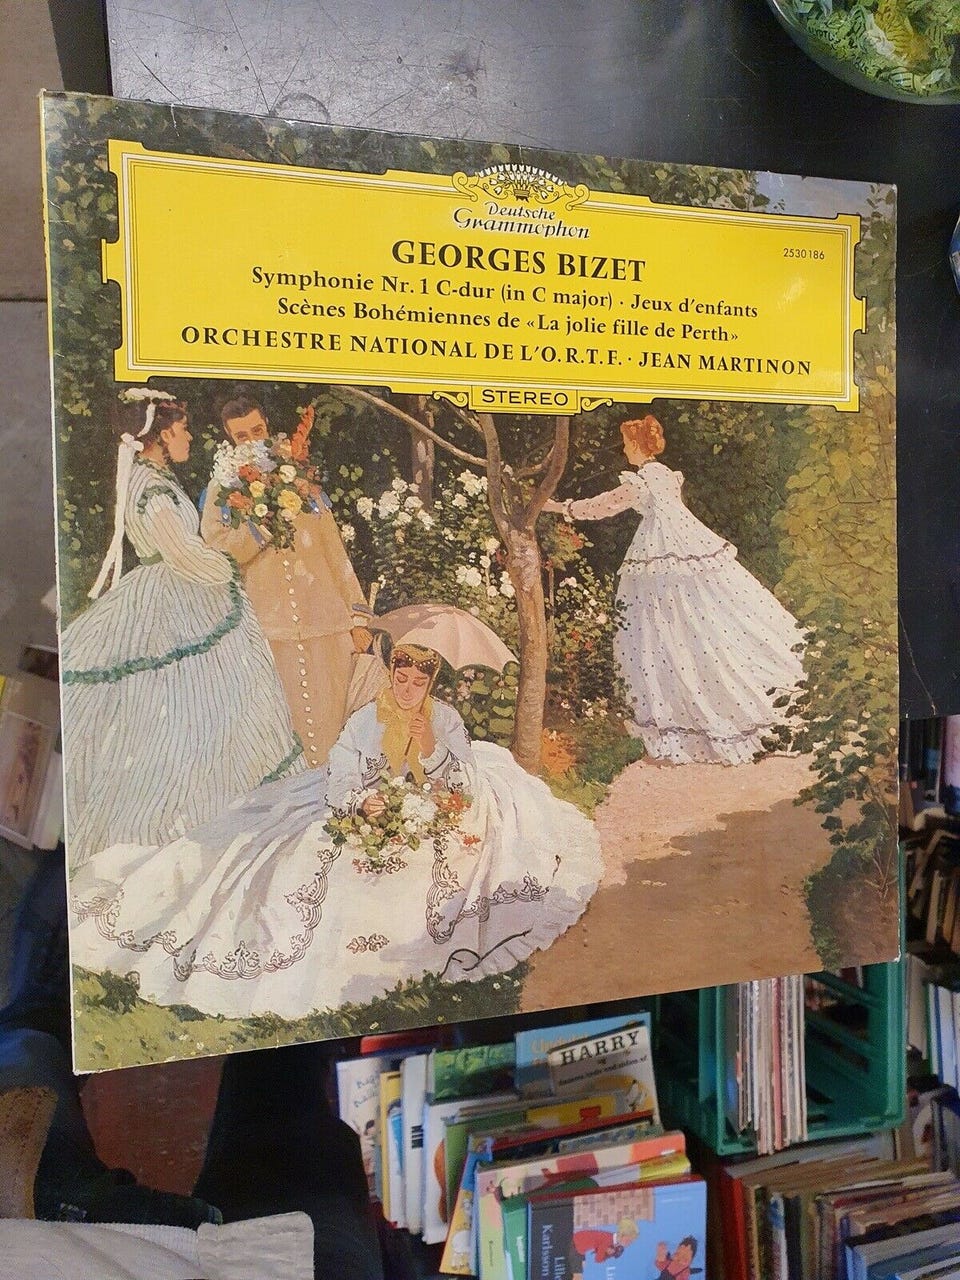 Deutsche
Grammophon
GEORGES BIZET
2530 186
Symphonie Nr. 1 C-dur (in C major) · Jeux d'enfants
Scènes Bohémiennes de «La jolie fille de Perth»
ORCHESTRE NATIONAL DE L'O.R.T.F. · JEAN MARTINON
STEREO
HARRY
Karlsson